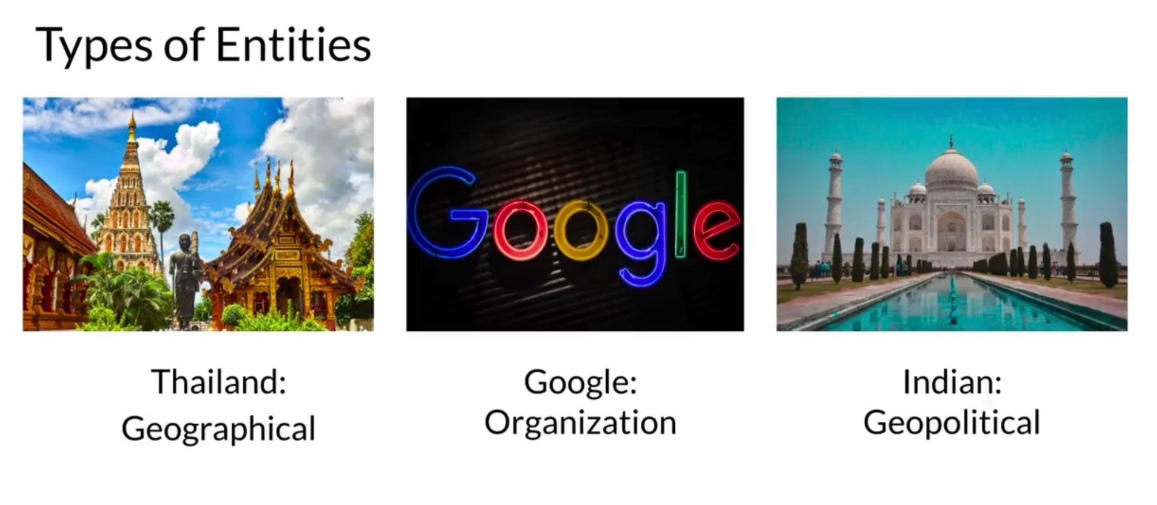 Types of Entities
Google
Thailand:
Geographical
Google:
Organization
Indian:
Geopolitical